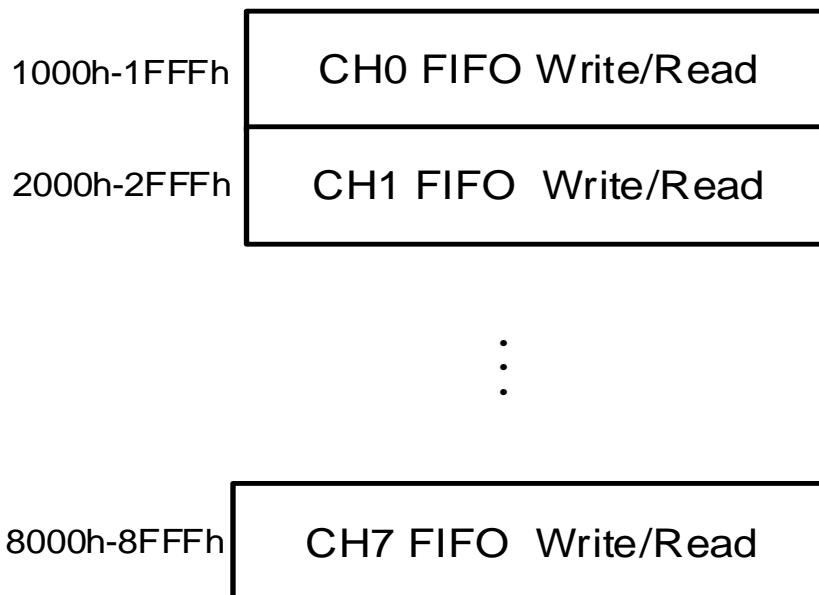 1000h-1FFFh CH0 FIFO Write/Read
2000h-2FFFh CH1 FIFO Write/Read
8000h-8FFFh CH7 FIFO Write/Read